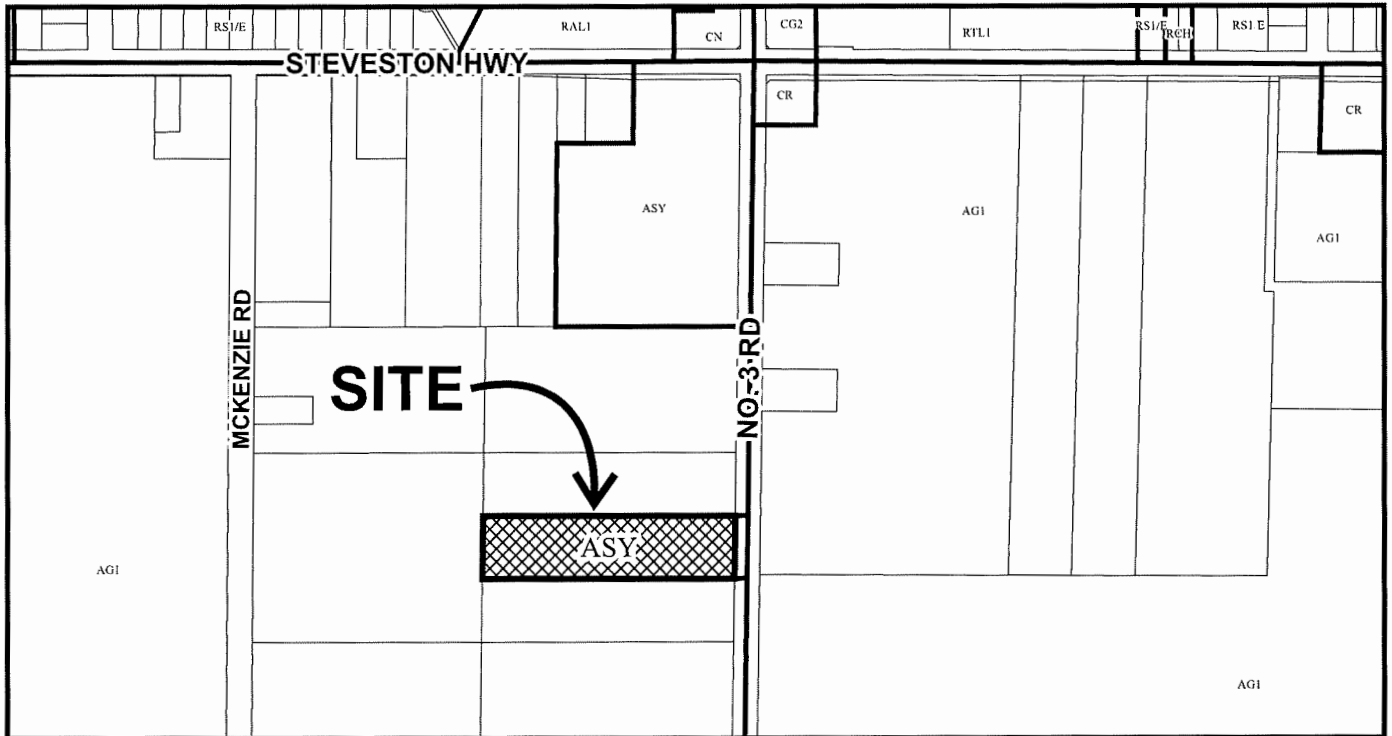 RS1/E
RAL1
CN
CG2
RTL1
RS1/E
RCH
RS1/E
STEVESTON HWY
CR
CR
ASY
AG1
AG1
MCKENZIE RD
NO. 3 RD
SITE
ASY
AG1
AG1